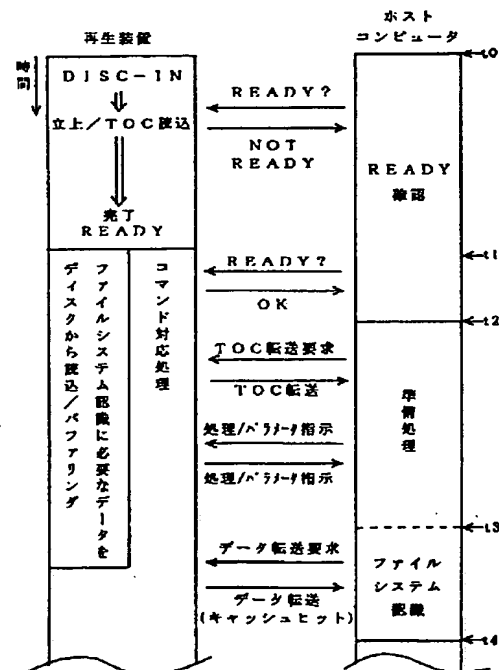 再生装置
ホスト
コンピュータ
時間
DISC-IN
立上/TOC読込
完了
READY
ファイルシステム認識に必要なデータを
ディスクから読込/バファリング
コマンド対応処理
READY?
NOT
READY
READY?
OK
TOC転送要求
TOC転送
処理/パラメータ指示
処理/パラメータ指示
データ転送要求
データ転送
(キャッシュヒット)
READY
確認
準備処理
ファイル
システム
認識
t0
t1
t2
t3
t4